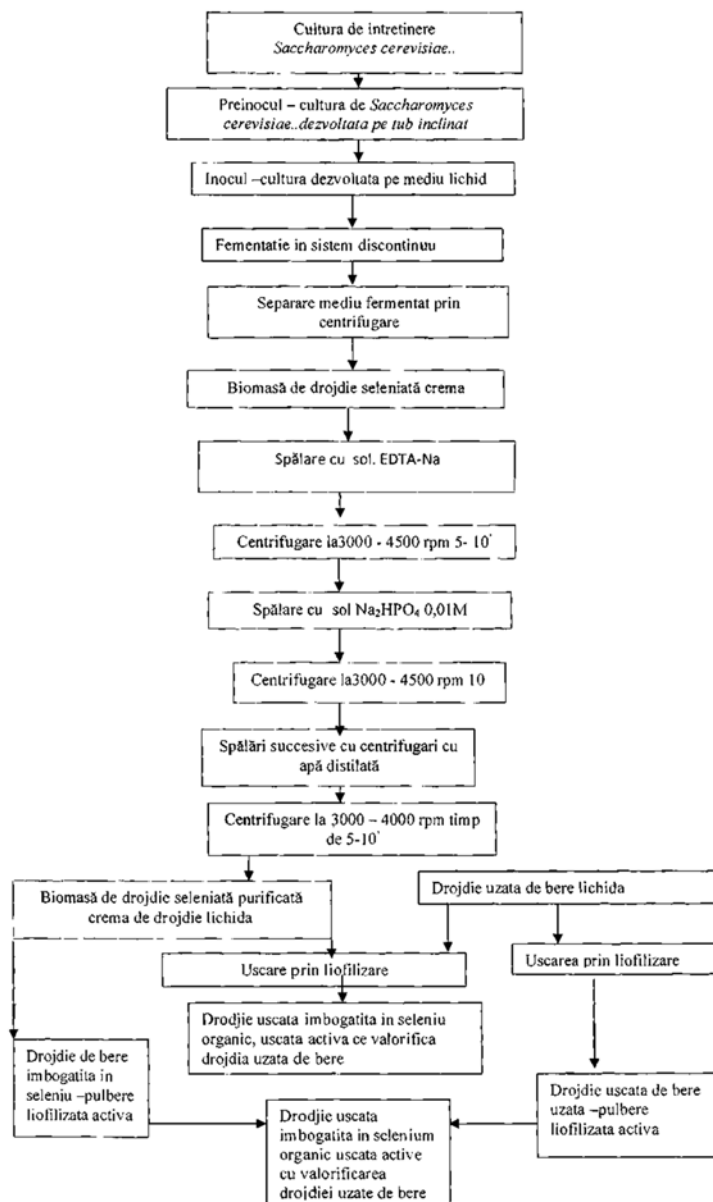 Cultura de intretinere
Saccharomyces cerevisiae..
Preinocul – cultura de Saccharomyces
cerevisiae..dezvoltata pe tub inclinat
Inocul –cultura dezvoltata pe mediu lichid
Fementatie in sistem discontinuu
Separare mediu fermentat prin
centrifugare
Biomasă de drojdie seleniată crema
Spălare cu sol. EDTA-Na
Centrifugare la3000 - 4500 rpm 5- 10'
Spălare cu sol Na₂HPO₄ 0,01M
Centrifugare la3000 - 4500 rpm 10
Spălări succesive cu centrifugari cu
apă distilată
Centrifugare la 3000 – 4000 rpm timp
de 5-10'
Biomasă de drojdie seleniată purificată
crema de drojdie lichida
Drojdie uzata de bere lichida
Uscare prin liofilizare
Uscarea prin liofilizare
Drodjie uscata imbogatita in seleniu
organic, uscata activa ce valorifica
drojdia uzata de bere
Drojdie de bere
imbogatita in
seleniu –pulbere
liofilizata activa
Drojdie uscata de bere
uzata –pulbere
liofilizata activa
Drodjie uscata
imbogatita in selenium
organic uscata active
cu valorificarea
drojdiei uzate de bere